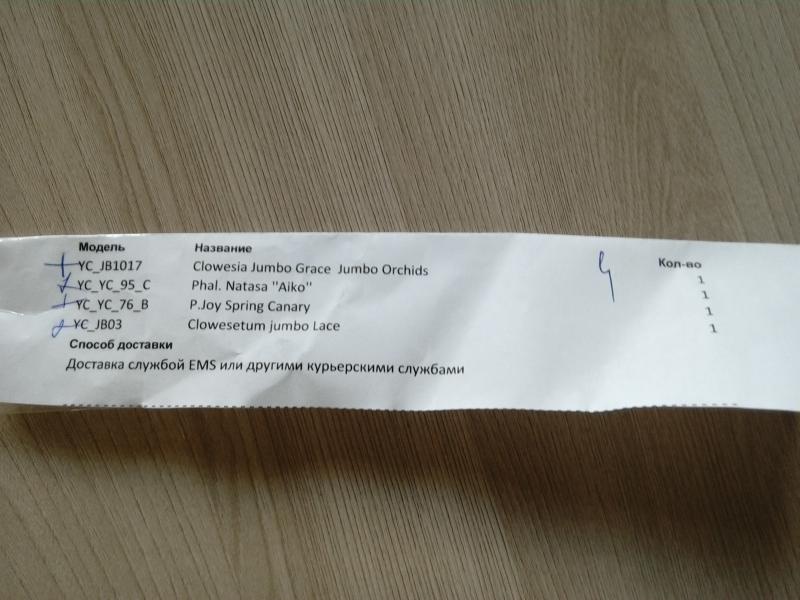 Модель Название Кол-во
YC_JB1017 Clowesia Jumbo Grace Jumbo Orchids 1
YC_YC_95_C Phal. Natasa "Aiko" 1
YC_YC_76_B P.Joy Spring Canary 1
YC_JB03 Clowesetum jumbo Lace 1
Способ доставки
Доставка службой EMS или другими курьерскими службами